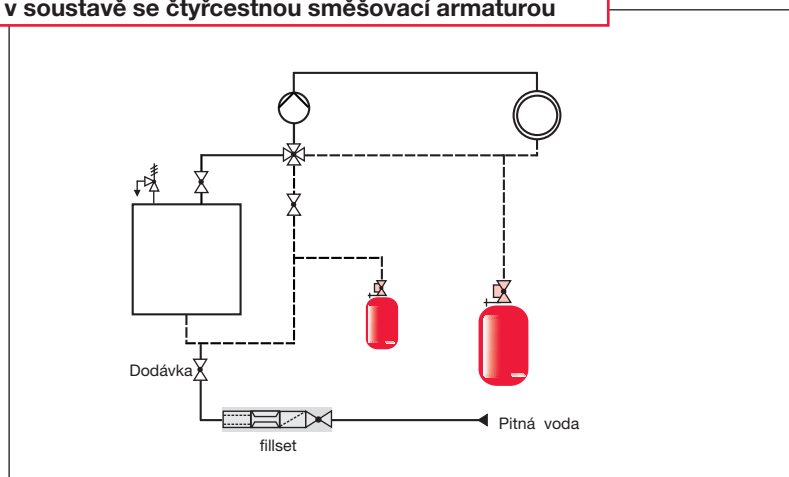 v soustavě se čtyřcestnou směšovací armaturou
Dodávka
Pitná voda
fillset